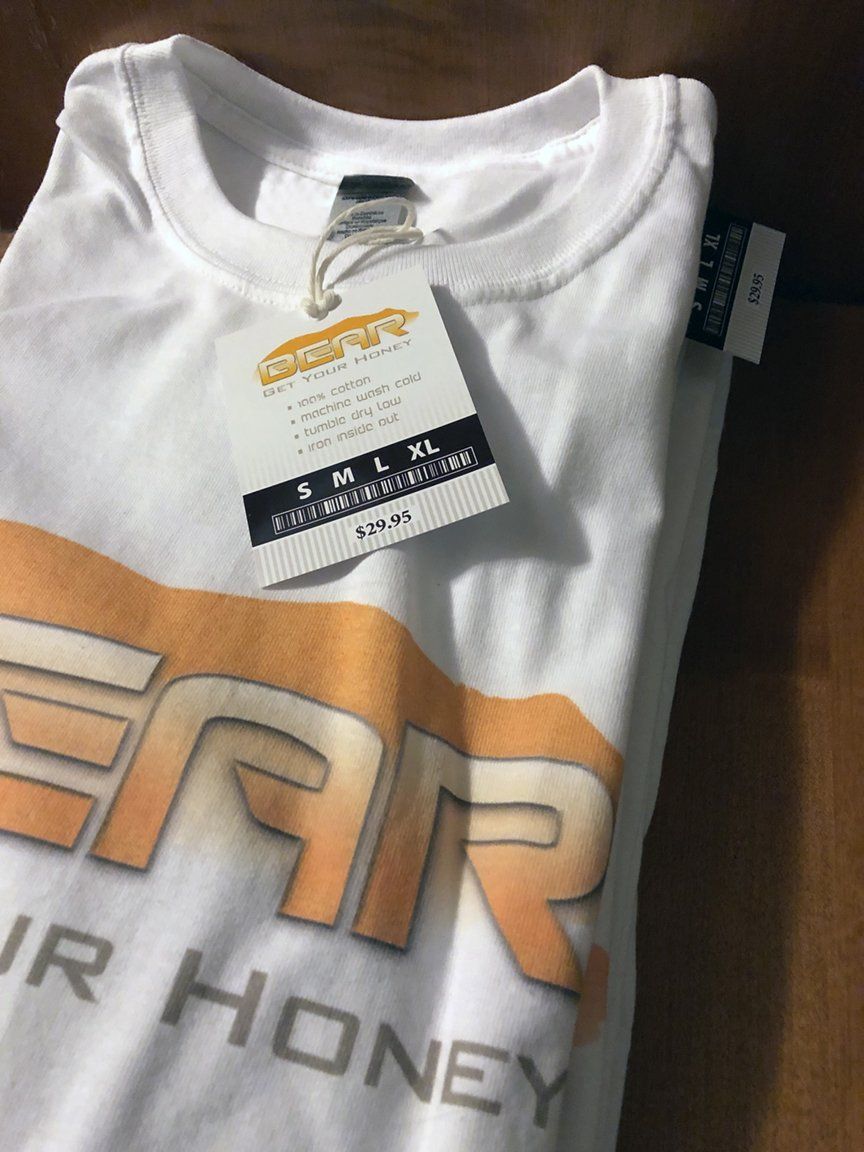 BEAR
GET YOUR HONEY
100% cotton
machine wash cold
tumble dry low
iron inside out
S M L XL
$29.95
S M L XL
$29.95
EAR
UR HONEY